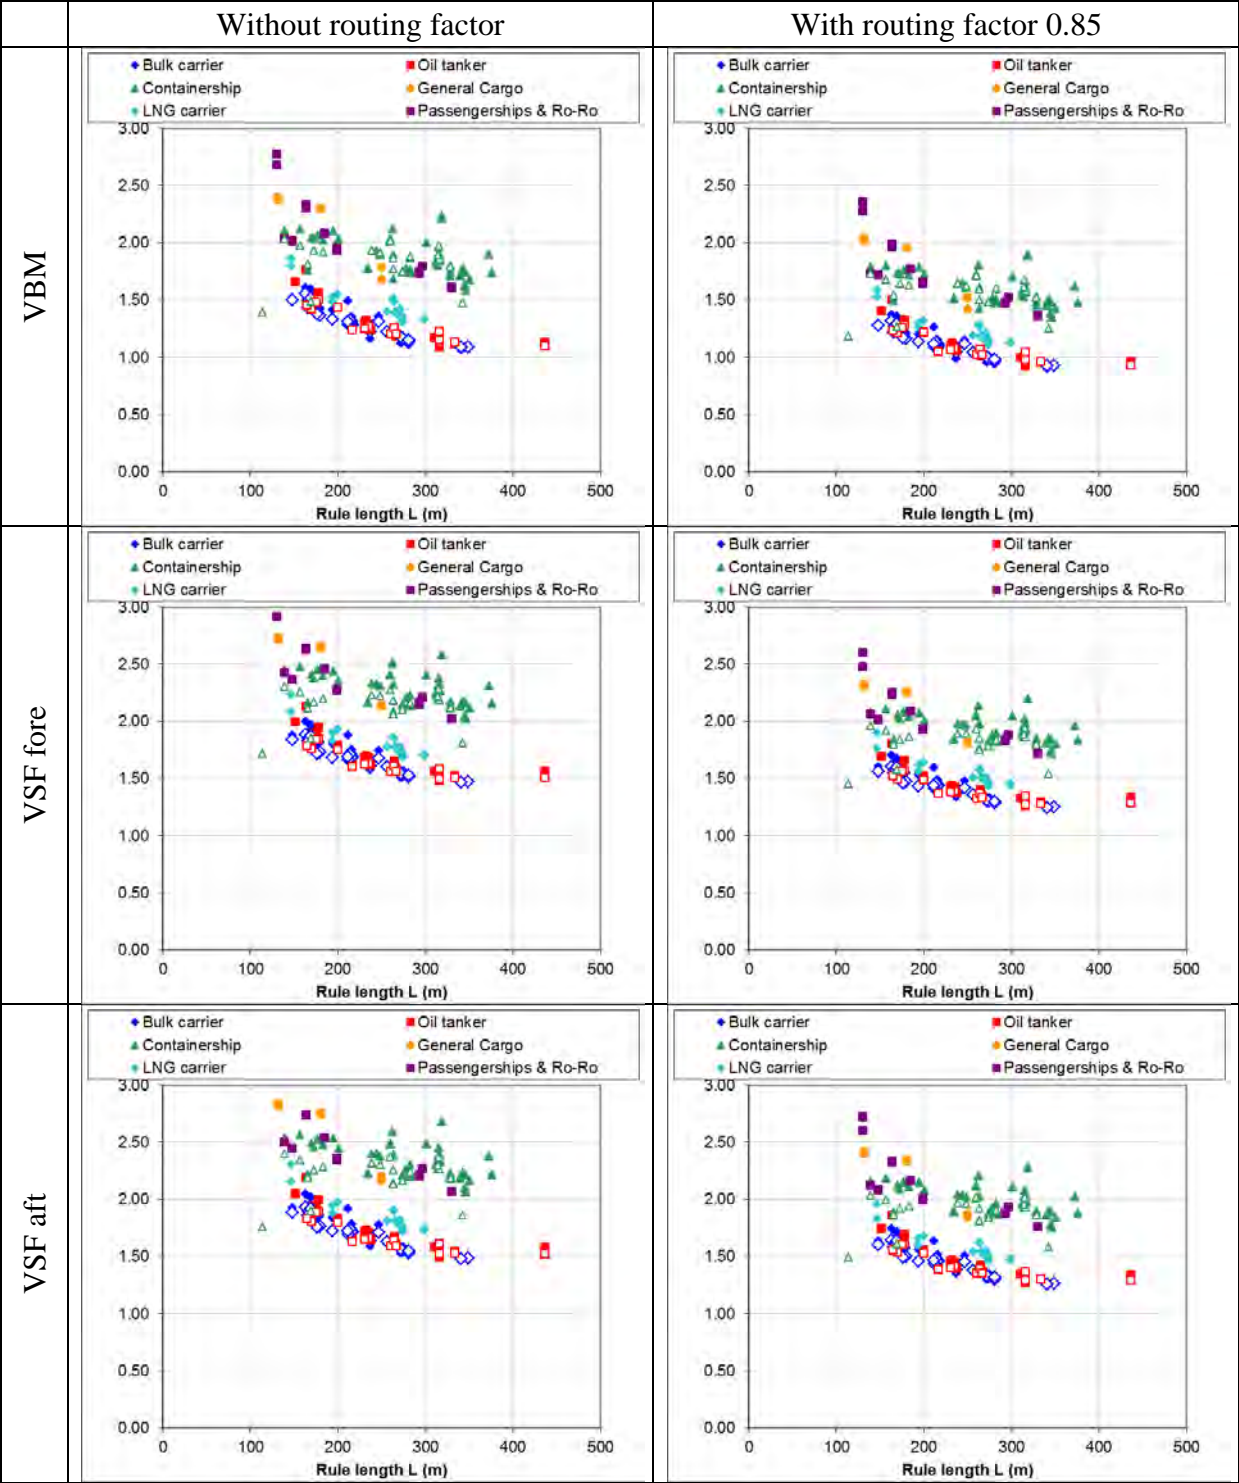 Without routing factor
With routing factor 0.85
VBM
Bulk carrier Oil tanker
Containership General Cargo
LNG carrier Passengerships & Ro-Ro
3.00
2.50
2.00
1.50
1.00
0.50
0.00
0 100 200 300 400 500
Rule length L (m)
Bulk carrier Oil tanker
Containership General Cargo
LNG carrier Passengerships & Ro-Ro
3.00
2.50
2.00
1.50
1.00
0.50
0.00
0 100 200 300 400 500
Rule length L (m)
VSF fore
Bulk carrier Oil tanker
Containership General Cargo
LNG carrier Passengerships & Ro-Ro
3.00
2.50
2.00
1.50
1.00
0.50
0.00
0 100 200 300 400 500
Rule length L (m)
Bulk carrier Oil tanker
Containership General Cargo
LNG carrier Passengerships & Ro-Ro
3.00
2.50
2.00
1.50
1.00
0.50
0.00
0 100 200 300 400 500
Rule length L (m)
VSF aft
Bulk carrier Oil tanker
Containership General Cargo
LNG carrier Passengerships & Ro-Ro
3.00
2.50
2.00
1.50
1.00
0.50
0.00
0 100 200 300 400 500
Rule length L (m)
Bulk carrier Oil tanker
Containership General Cargo
LNG carrier Passengerships & Ro-Ro
3.00
2.50
2.00
1.50
1.00
0.50
0.00
0 100 200 300 400 500
Rule length L (m)